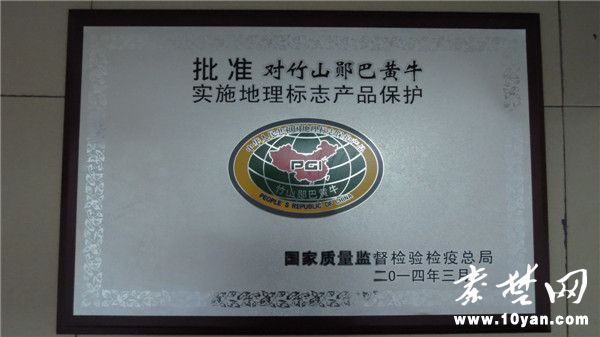 批准 对竹山郧巴黄牛
实施地理标志产品保护
PGI
竹山郧巴黄牛
PEOPLE S REPUBLIC OF CHINA
国家质量监督检验检疫总局
二〇一四年三月
秦楚网
www.10yan.com